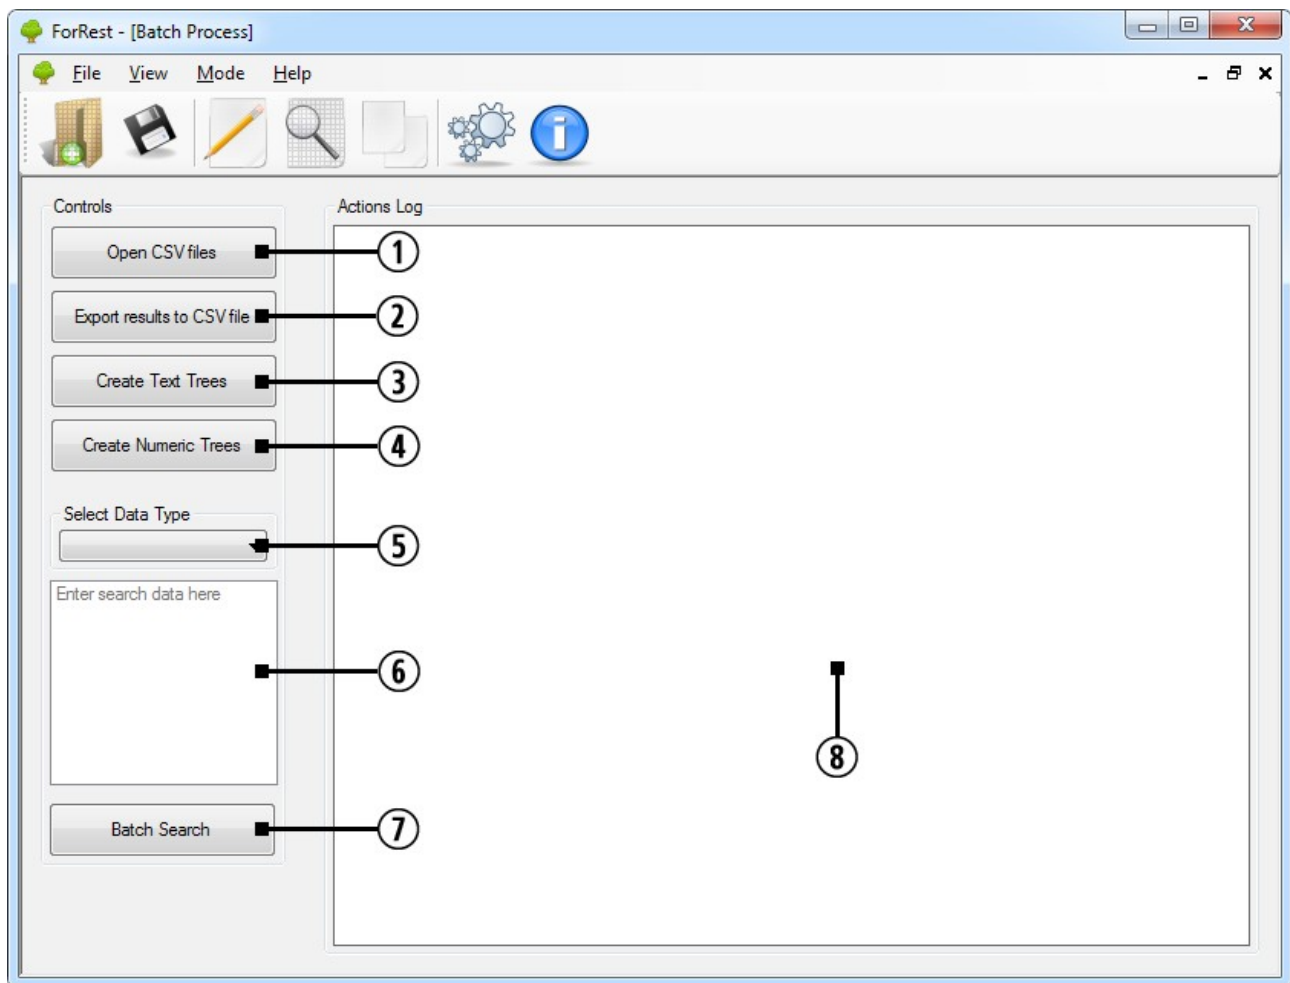 ForRest - [Batch Process]
File View Mode Help
Controls
Actions Log
Open CSV files
1
Export results to CSV file
2
Create Text Trees
3
Create Numeric Trees
4
Select Data Type
5
Enter search data here
6
8
Batch Search
7